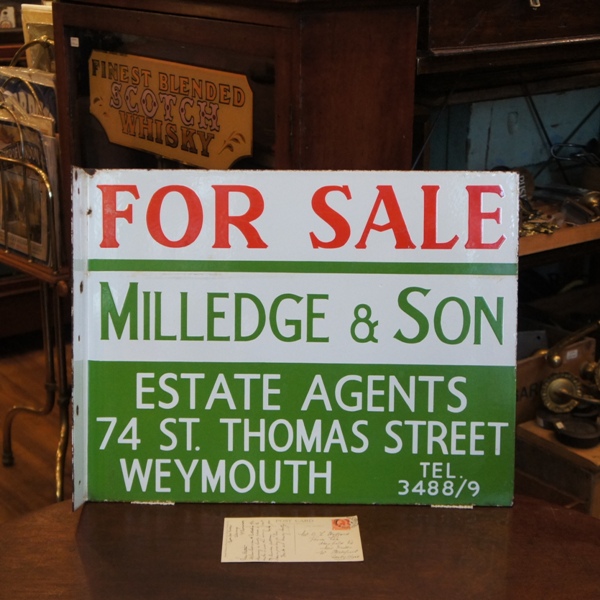 FINEST BLENDED
SCOTCH
WHISKY
FOR SALE
MILLEDGE & SON
ESTATE AGENTS
74 ST. THOMAS STREET
WEYMOUTH
TEL.
3488/9